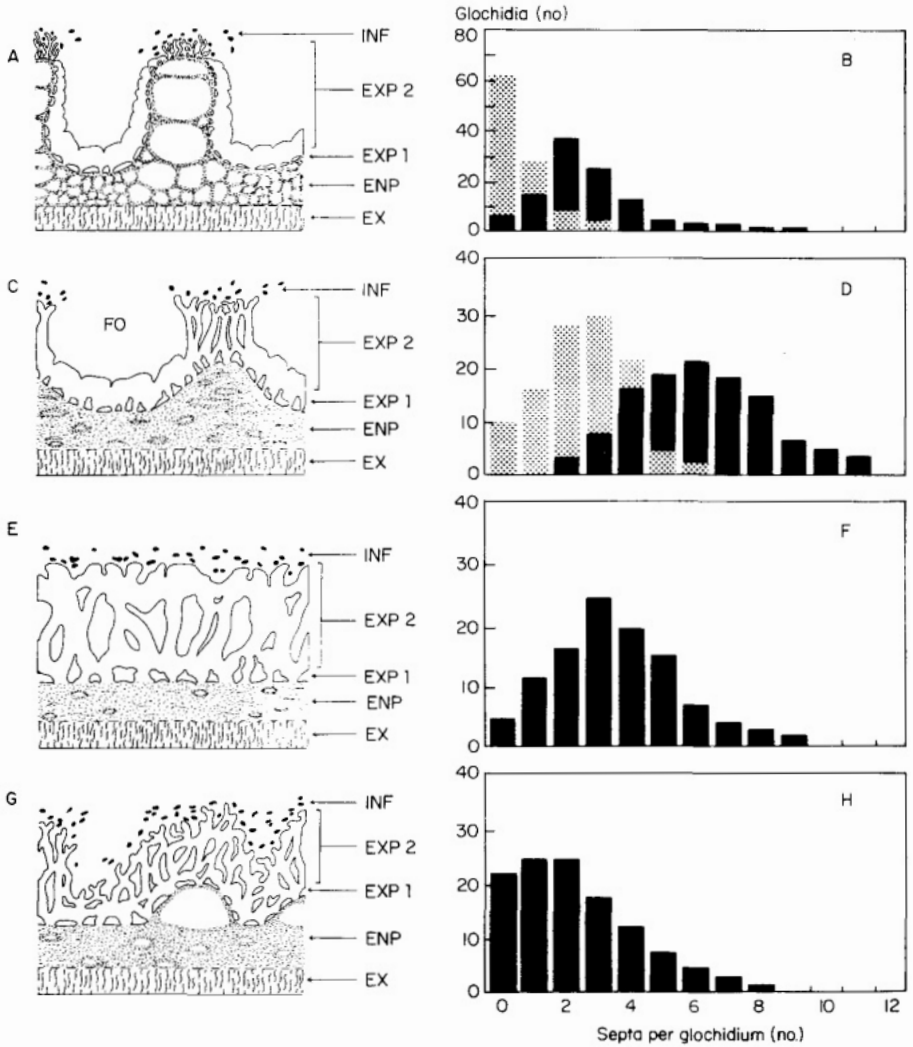 Glochidia (no)
A
INF
EXP 2
EXP 1
ENP
EX
B
80
60
40
20
0
C
FO
INF
EXP 2
EXP 1
ENP
EX
D
40
30
20
10
0
E
INF
EXP 2
EXP 1
ENP
EX
F
40
30
20
10
0
G
INF
EXP 2
EXP 1
ENP
EX
H
40
30
20
10
0
0 2 4 6 8 10 12
Septa per glochidium (no.)